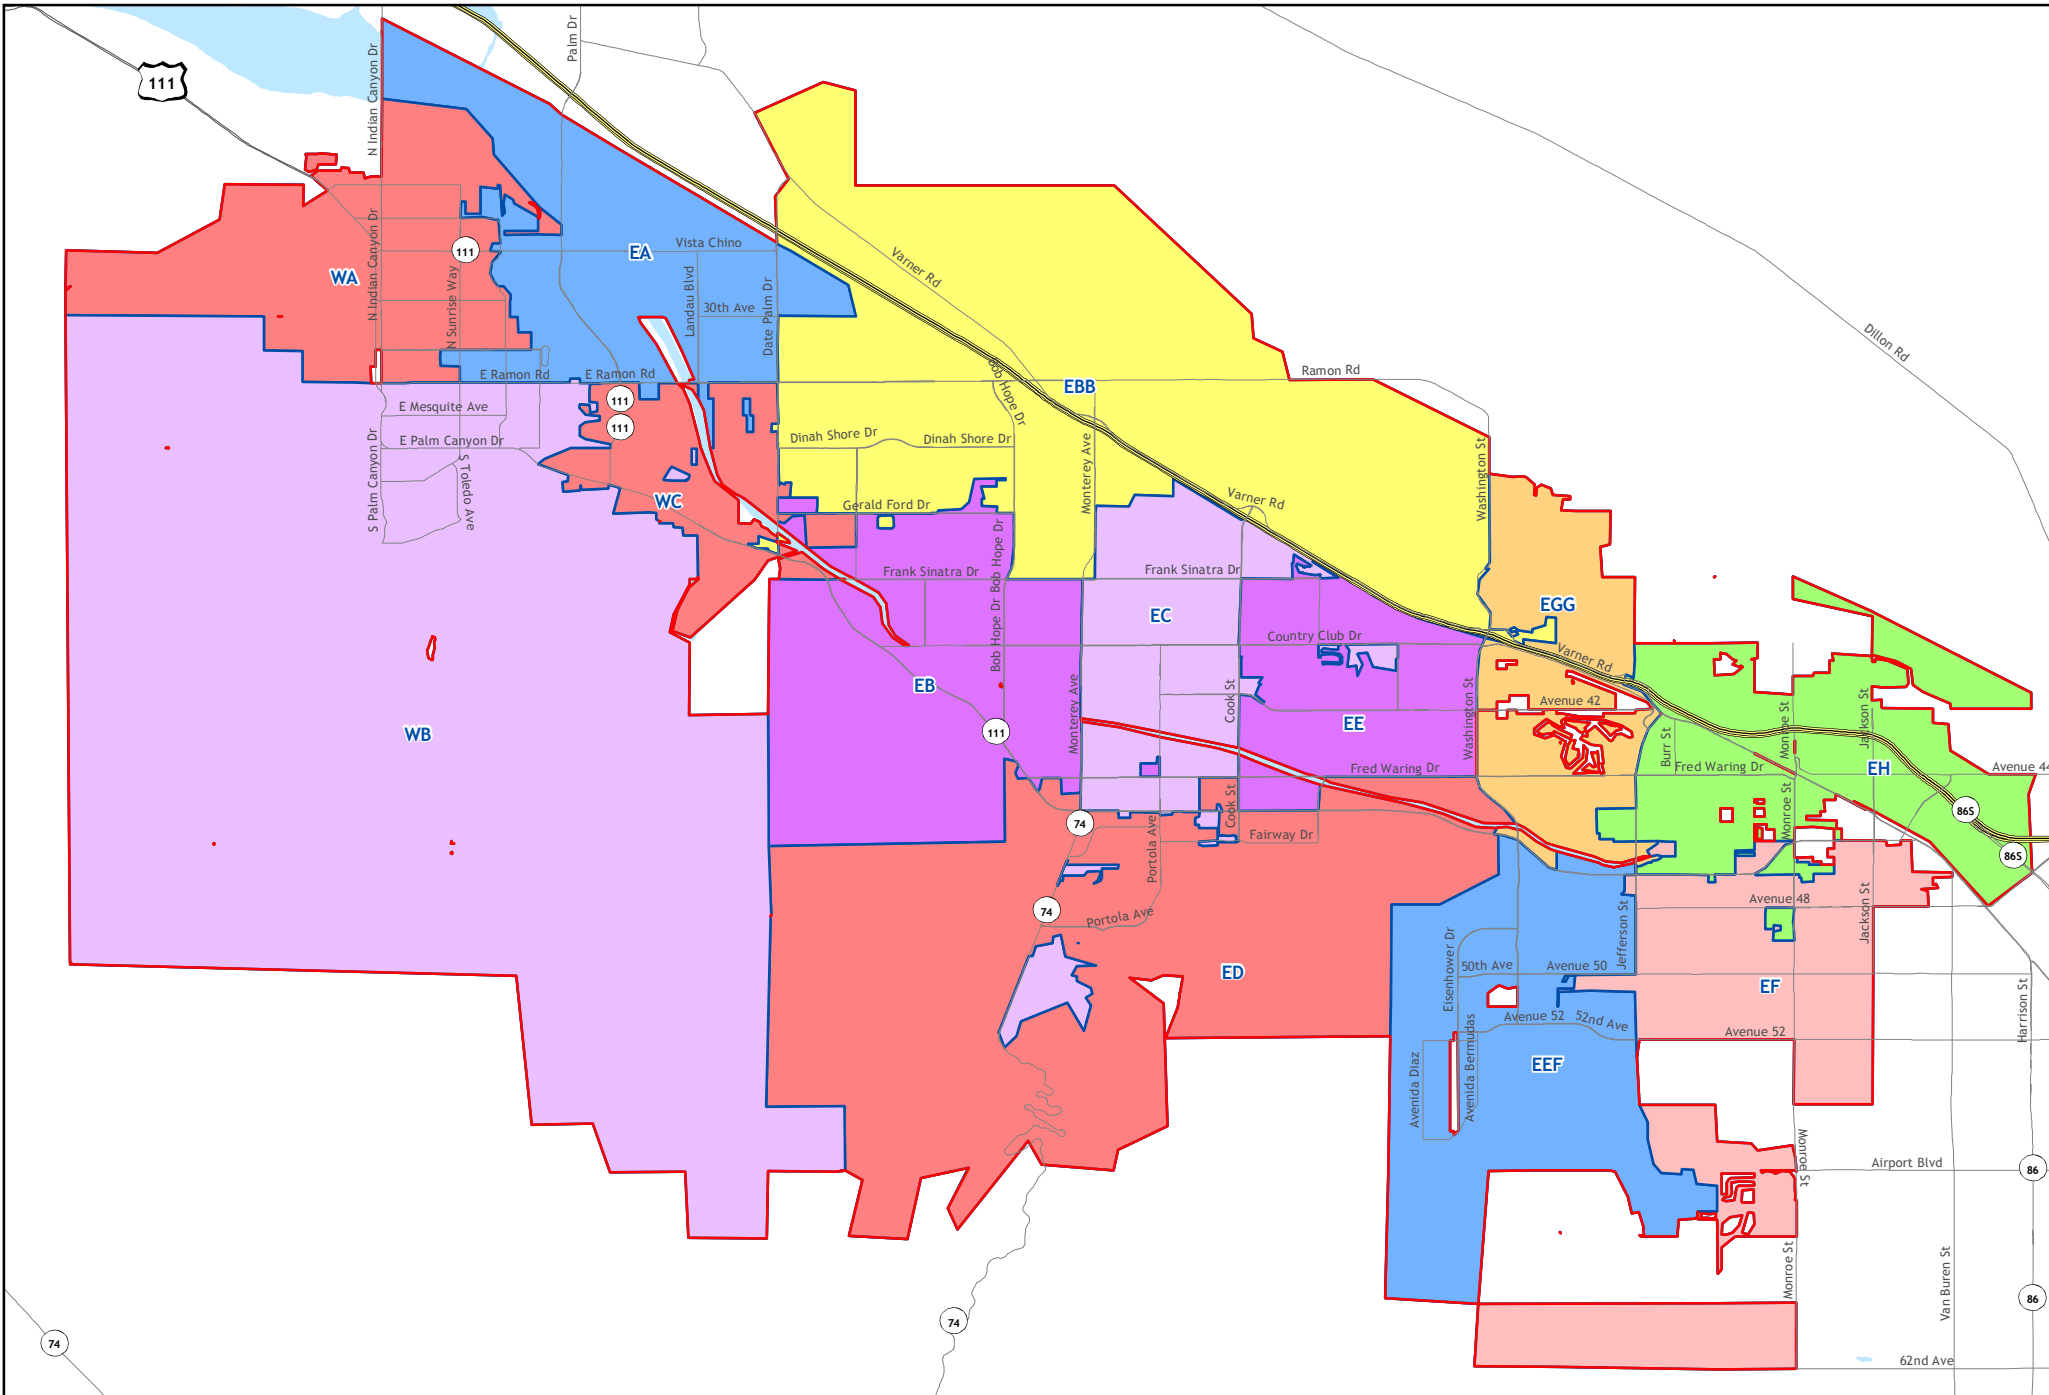 Palm Dr
N Indian Canyon Dr
111
N Indian Canyon Dr
111
Vista Chino
EA
WA
Varner Rd
Landau Blvd
N Sunrise Way
30th Ave
Date Palm Dr
Dillon Rd
E Ramon Rd
E Ramon Rd
Ramon Rd
EBB
Bob Hope Dr
111
E Mesquite Ave
111
E Palm Canyon Dr
Dinah Shore Dr
Dinah Shore Dr
Monterey Ave
Washington St
S Palm Canyon Dr
S Toledo Ave
WC
Gerald Ford Dr
Varner Rd
Bob Hope Dr
Frank Sinatra Dr
Frank Sinatra Dr
EGG
EC
Country Club Dr
Bob Hope Dr
Varner Rd
EB
Monterey Ave
Cook St
Avenue 42
Washington St
EE
WB
111
Burr St
Monroe St
Jackson St
Fred Waring Dr
Fred Waring Dr
EH
Avenue 44
Cook St
Monroe St
86S
74
Fairway Dr
Portola Ave
86S
Avenue 48
74
Portola Ave
Jefferson St
Jackson St
Eisenhower Dr
50th Ave
Avenue 50
ED
EF
Harrison St
Avenue 52
52nd Ave
Avenue 52
EEF
Avenida Diaz
Avenida Bermudas
Monroe St
Airport Blvd
86
Monroe St
Van Buren St
86
74
74
62nd Ave